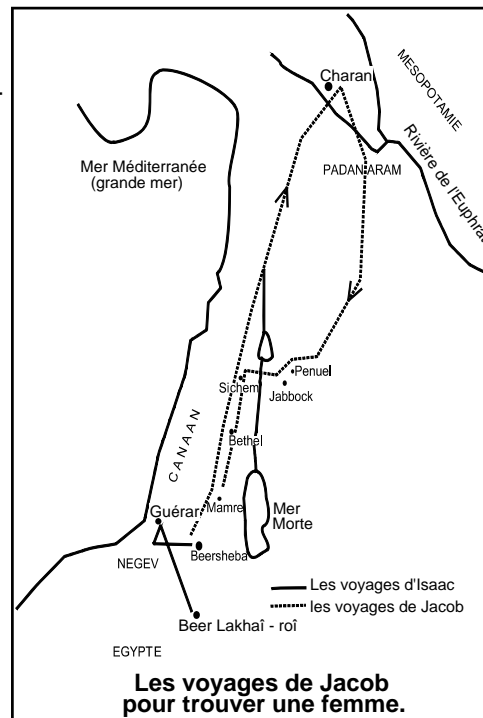 Charan
MESOPOTAMIE
Mer Méditerranée
(grande mer)
PADAN ARAM
Rivière de l'Euphrat
Penuel
Sichem
Jabbock
CANAAN
Bethel
Mamre
Guérar
Mer
Morte
Beersheba
NEGEV
Les voyages d'Isaac
les voyages de Jacob
Beer Lakhaî - roî
EGYPTE
Les voyages de Jacob
pour trouver une femme.